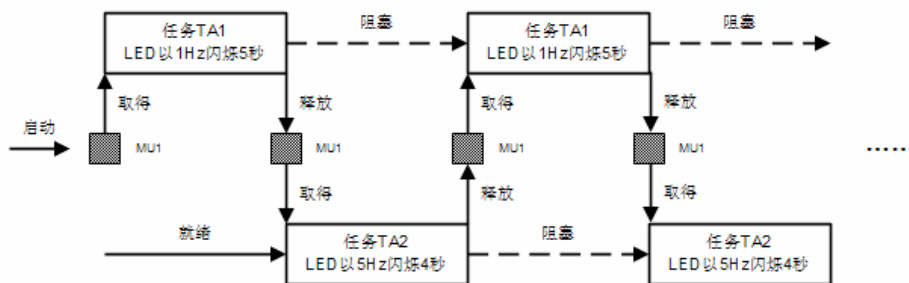 任务TA1
LED以1Hz闪烁5秒
阻塞
任务TA1
LED以1Hz闪烁5秒
阻塞
取得
释放
取得
释放
启动
MU1
MU1
MU1
MU1
……
取得
释放
取得
就绪
任务TA2
LED以5Hz闪烁4秒
阻塞
任务TA2
LED以5Hz闪烁4秒